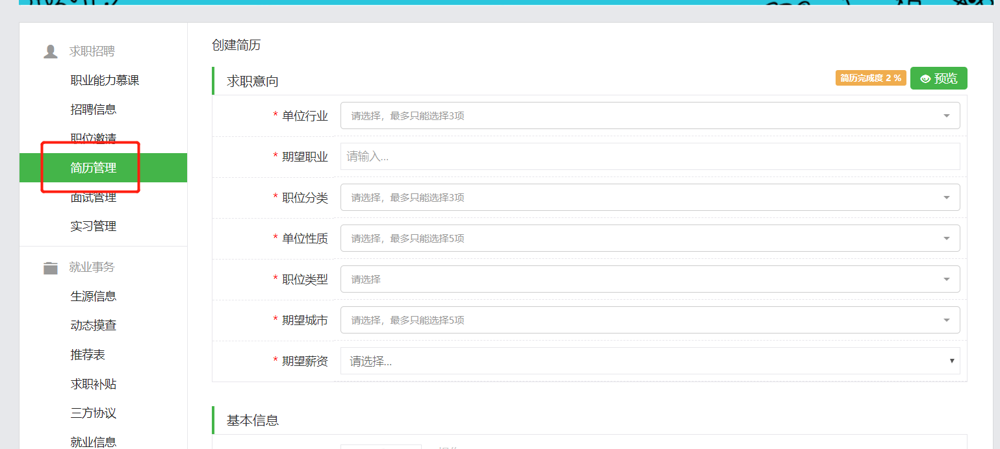 求职招聘
职业能力慕课
招聘信息
职位邀请
简历管理
面试管理
实习管理
就业事务
生源信息
动态摸查
推荐表
求职补贴
三方协议
就业信息
创建简历
求职意向
简历完成度 2 %
预览
* 单位行业 请选择，最多只能选择3项
* 期望职业 请输入...
* 职位分类 请选择，最多只能选择3项
* 单位性质 请选择，最多只能选择5项
* 职位类型 请选择
* 期望城市 请选择，最多只能选择5项
* 期望薪资 请选择...
基本信息